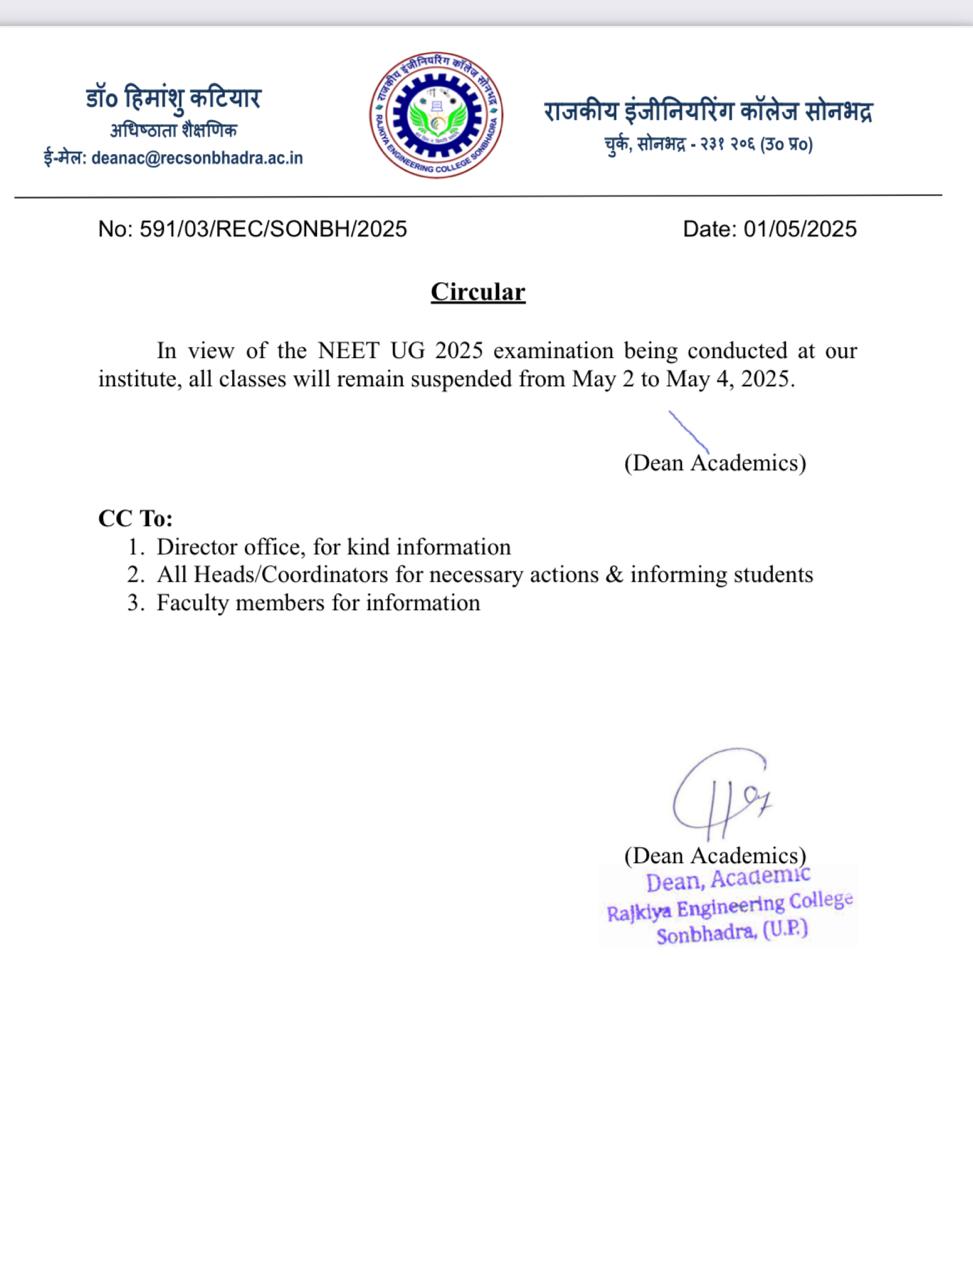 डॉ० हिमांशु कटियार
अधिष्ठाता शैक्षणिक
ई-मेल: deanac@recsonbhadra.ac.in
राजकीय इंजीनियरिंग कॉलेज सोनभद्र
RAJKIYA ENGINEERING COLLEGE SONBHADRA
राजकीय इंजीनियरिंग कॉलेज सोनभद्र
चुर्क, सोनभद्र - २३१ २०६ (उ० प्र०)
No: 591/03/REC/SONBH/2025
Date: 01/05/2025
Circular
In view of the NEET UG 2025 examination being conducted at our
institute, all classes will remain suspended from May 2 to May 4, 2025.
(Dean Academics)
CC To:
1. Director office, for kind information
2. All Heads/Coordinators for necessary actions & informing students
3. Faculty members for information
(Dean Academics)
Dean, Academic
Rajkiya Engineering College
Sonbhadra, (U.P.)